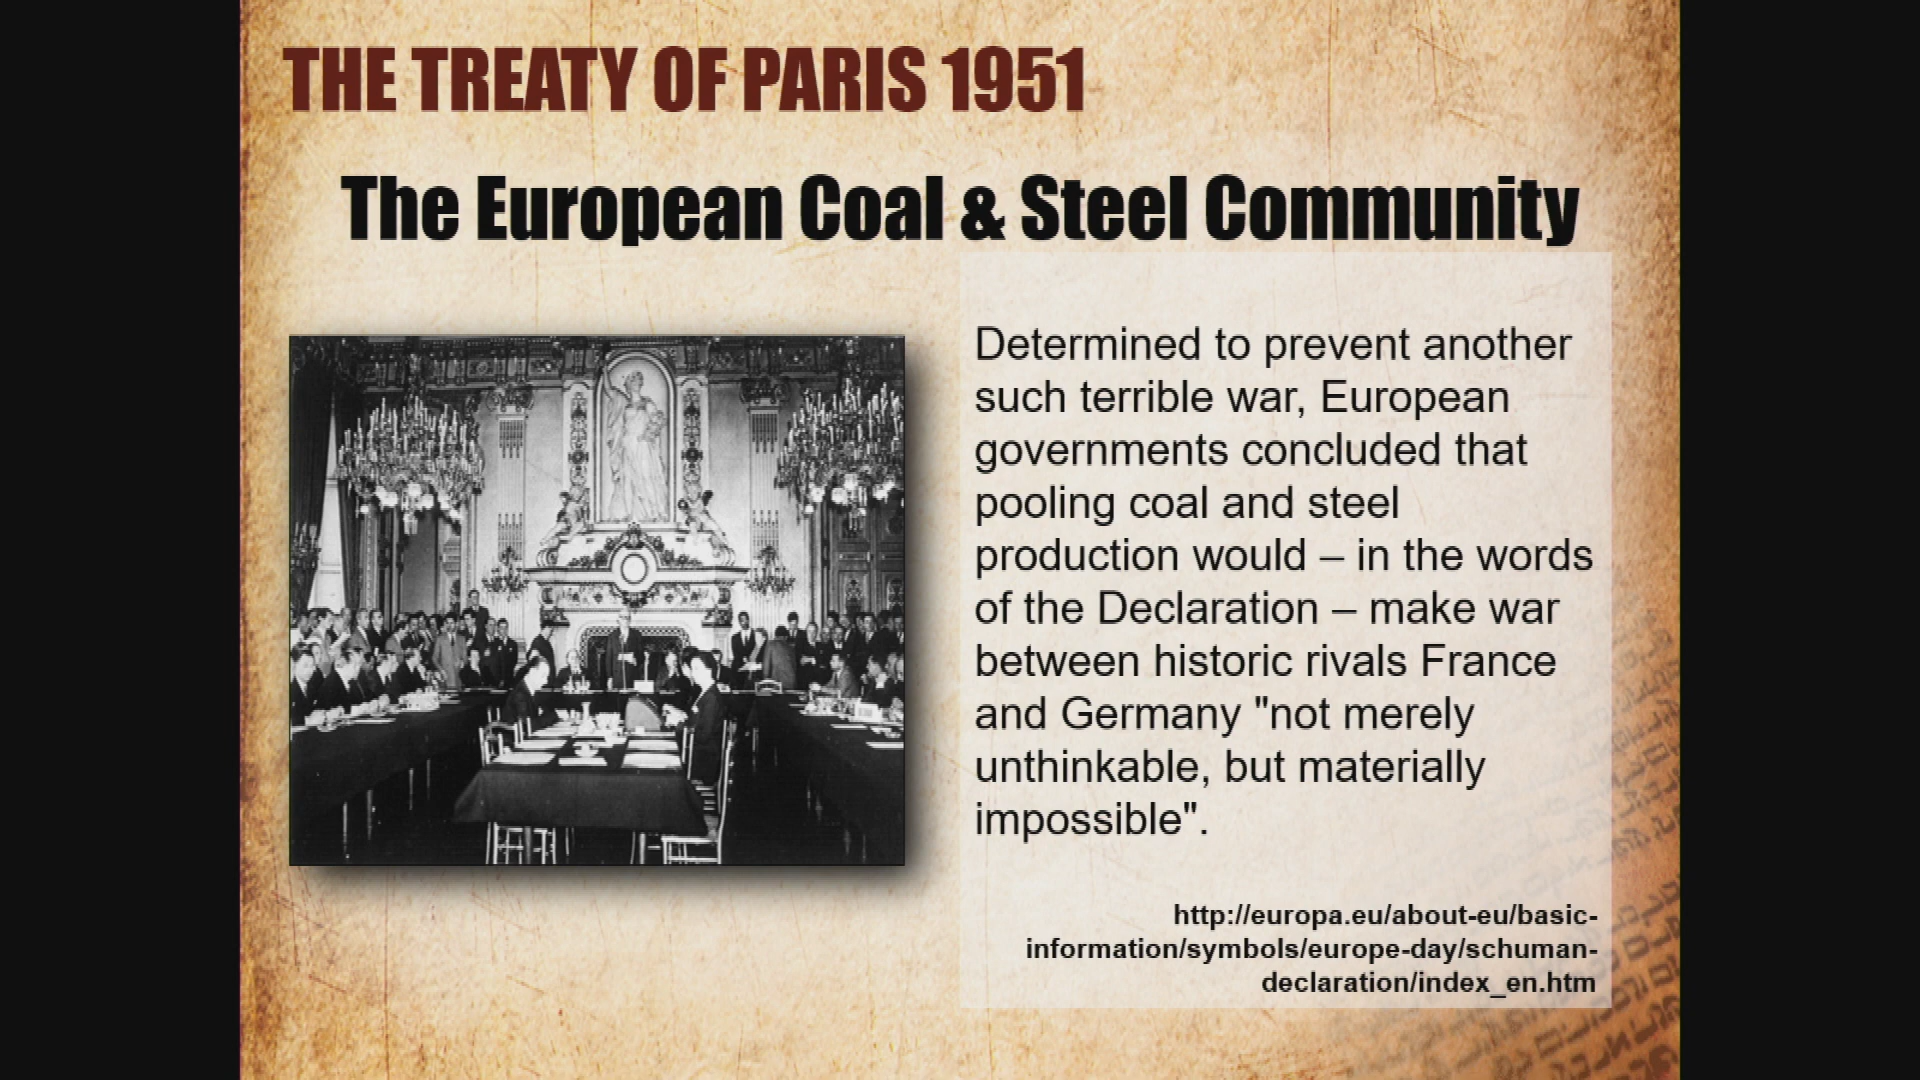 THE TREATY OF PARIS 1951
The European Coal & Steel Community
Determined to prevent another
such terrible war, European
governments concluded that
pooling coal and steel
production would – in the words
of the Declaration – make war
between historic rivals France
and Germany "not merely
unthinkable, but materially
impossible".
http://europa.eu/about-eu/basic-
information/symbols/europe-day/schuman-
declaration/index_en.htm